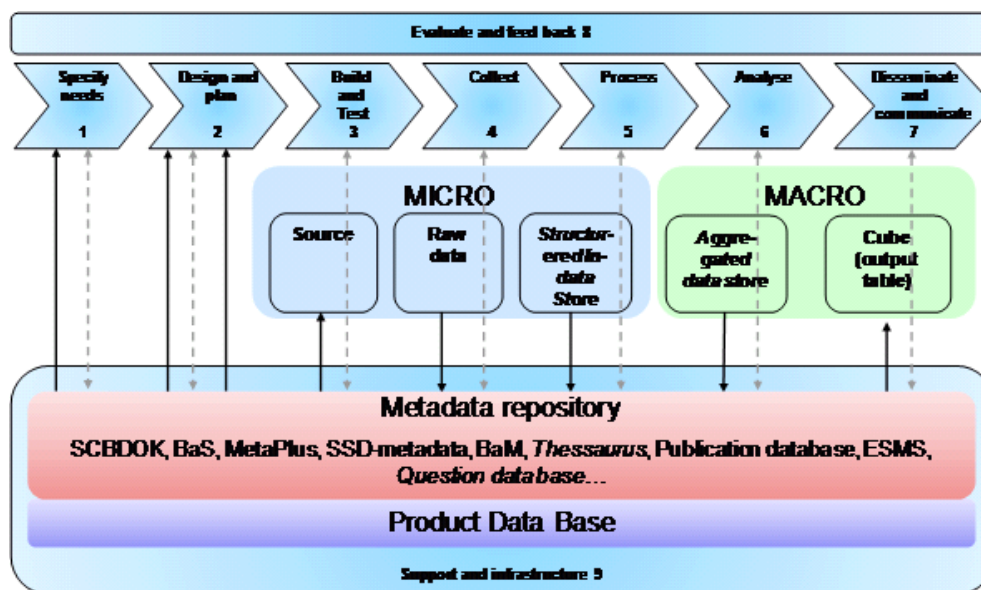 Evaluate and feed back 8
Specify
needs
1
Design and
plan
2
Build
and
Test
3
Collect
4
Process
5
Analyse
6
Disseminate
and
communicate
7
MICRO
Source
Raw
data
Structur-
ered in-
data
Store
MACRO
Aggre-
gated
data store
Cube
(output
table)
Metadata repository
SCBDOK, BaS, MetaPlus, SSD-metadata, BaM, Thessaurus, Publication database, ESMS,
Question database...
Product Data Base
Support and infrastructure 9